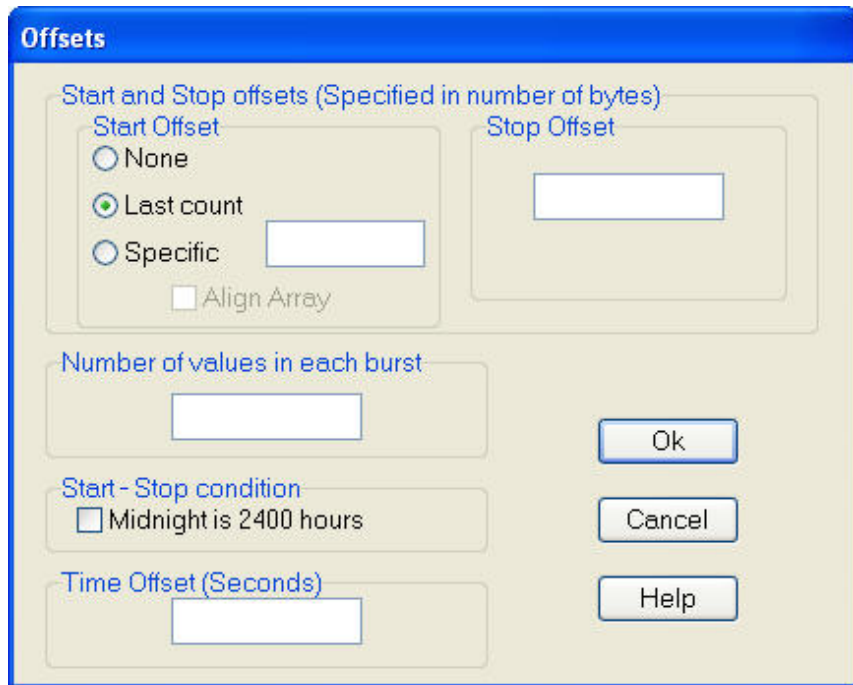 Offsets
Start and Stop offsets (Specified in number of bytes)
Start Offset
None
Last count
Specific
Align Array
Stop Offset
Number of values in each burst
Start - Stop condition
Midnight is 2400 hours
Time Offset (Seconds)
Ok
Cancel
Help